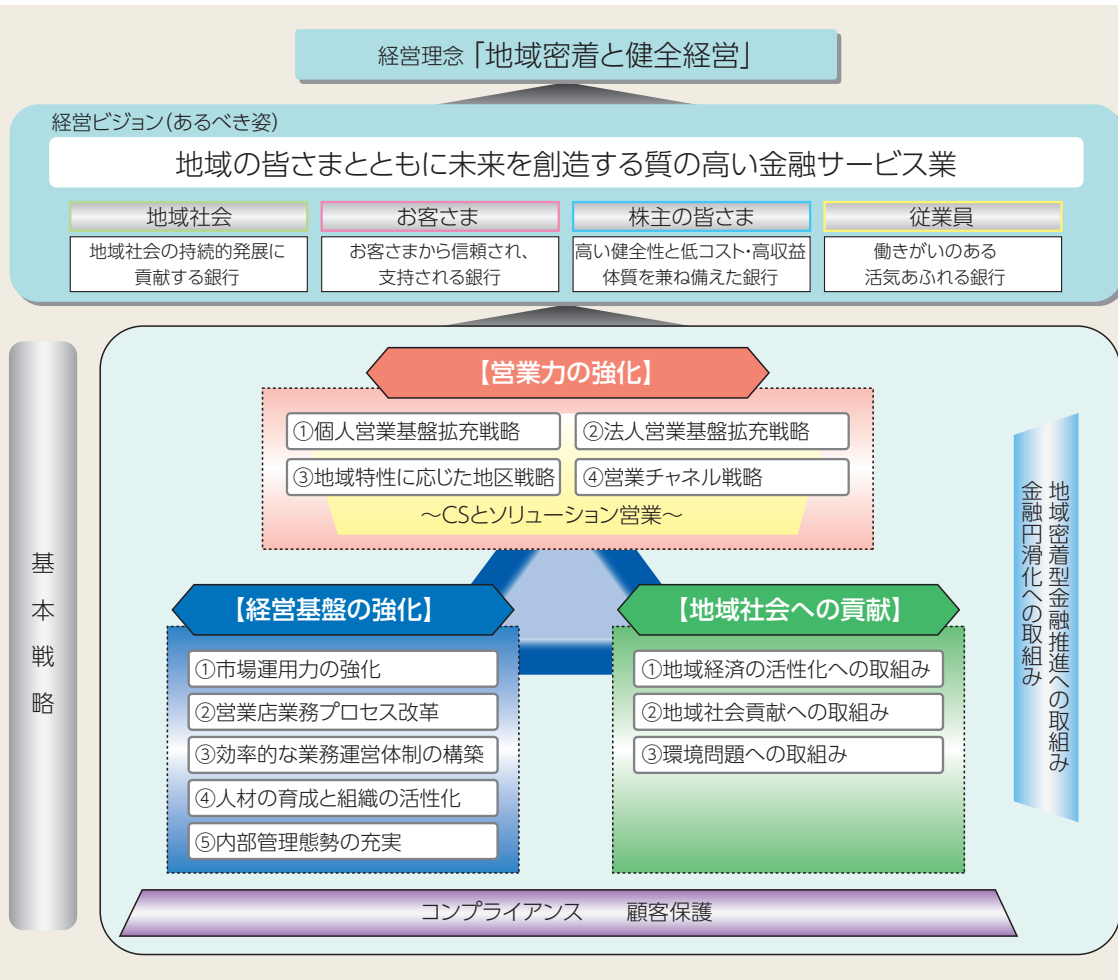 経営理念「地域密着と健全経営」
経営ビジョン(あるべき姿)
地域の皆さまとともに未来を創造する質の高い金融サービス業
地域社会
地域社会の持続的発展に
貢献する銀行
お客さま
お客さまから信頼され、
支持される銀行
株主の皆さま
高い健全性と低コスト・高収益
体質を兼ね備えた銀行
従業員
働きがいのある
活気あふれる銀行
基本戦略
【営業力の強化】
①個人営業基盤拡充戦略
②法人営業基盤拡充戦略
③地域特性に応じた地区戦略
④営業チャネル戦略
～CSとソリューション営業～
【経営基盤の強化】
①市場運用力の強化
②営業店業務プロセス改革
③効率的な業務運営体制の構築
④人材の育成と組織の活性化
⑤内部管理態勢の充実
【地域社会への貢献】
①地域経済の活性化への取組み
②地域社会貢献への取組み
③環境問題への取組み
地域密着型金融推進への取組み
金融円滑化への取組み
コンプライアンス　顧客保護